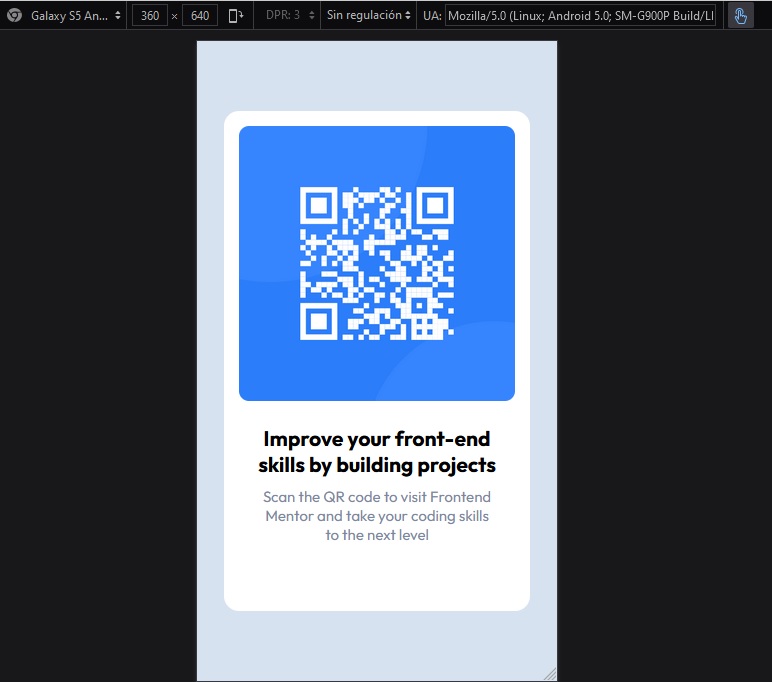 Galaxy S5 An... 360 × 640 DPR: 3 Sin regulación UA: Mozilla/5.0 (Linux; Android 5.0; SM-G900P Build/LI
Improve your front-end
skills by building projects
Scan the QR code to visit Frontend
Mentor and take your coding skills
to the next level